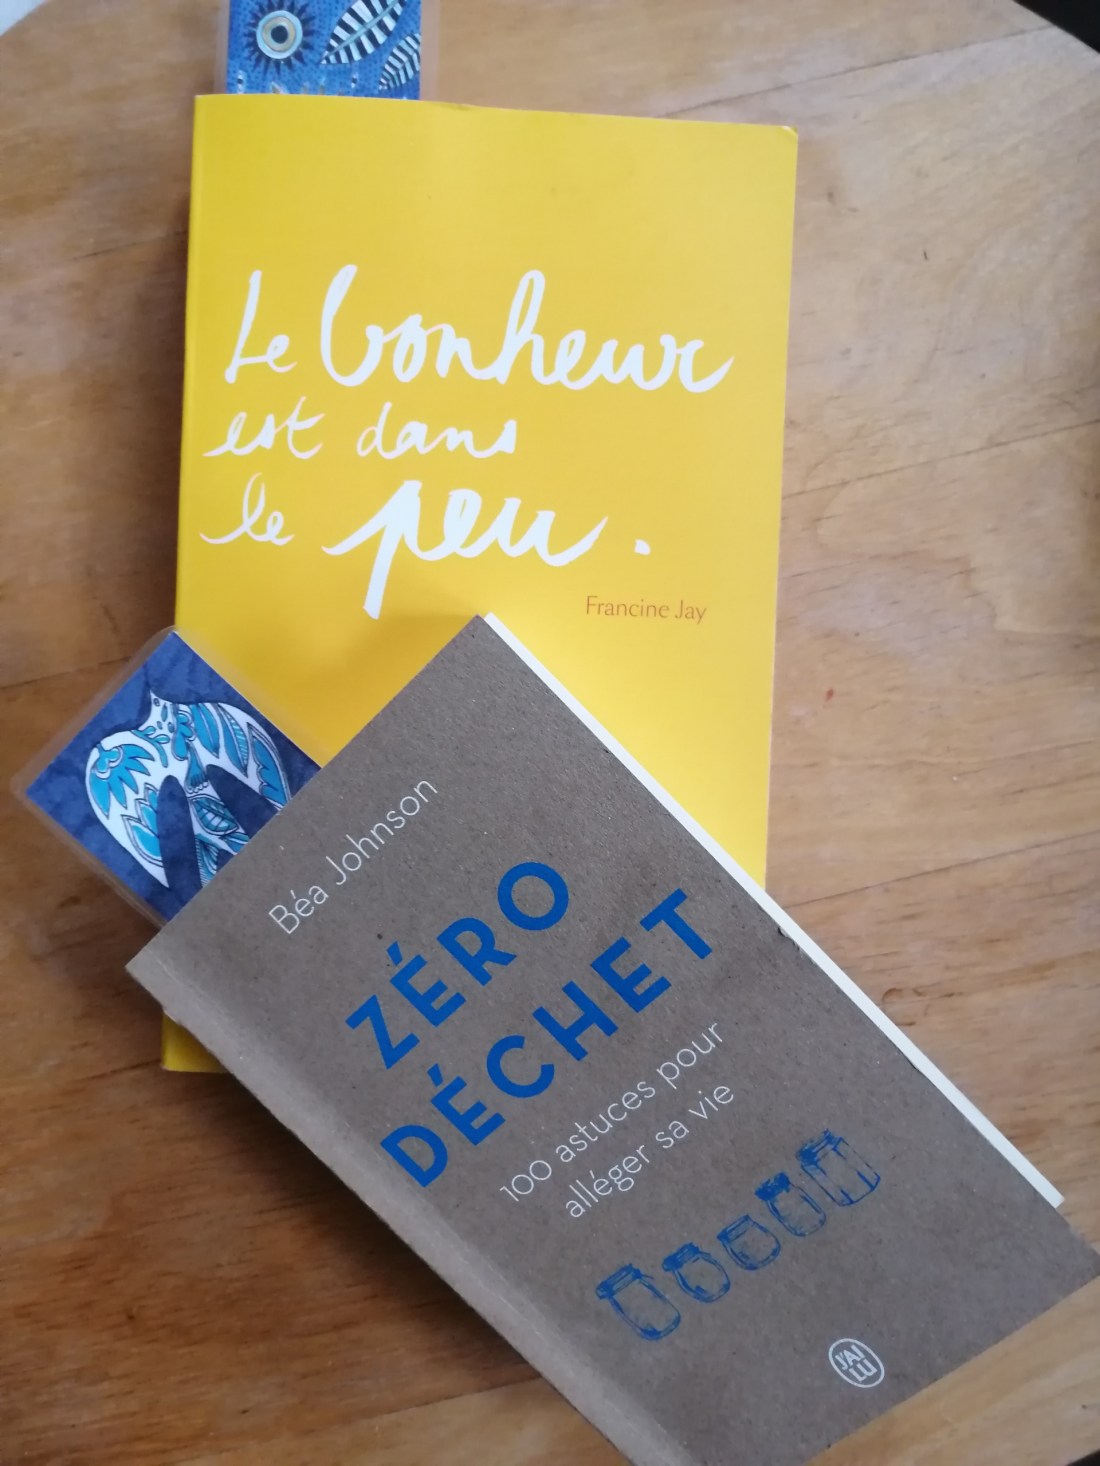 Le bonheur
est dans
le peu.
Francine Jay
Béa Johnson
ZÉRO
DÉCHET
100 astuces pour
alléger sa vie
J'AI
LU